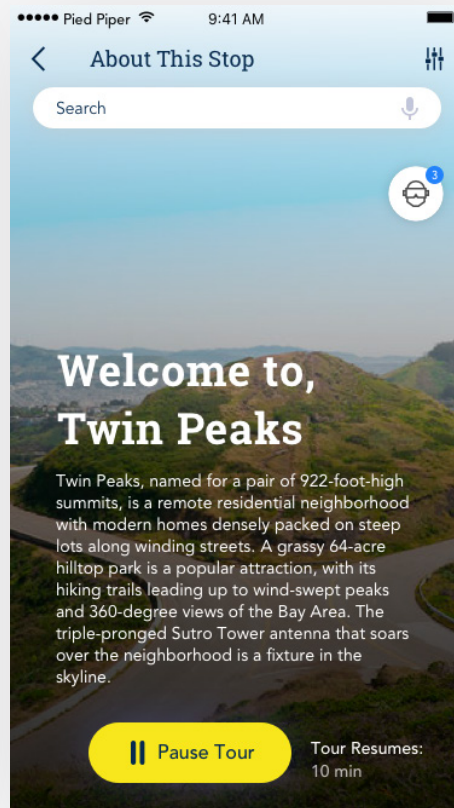 Pied Piper 9:41 AM
About This Stop
Search
3
Welcome to,
Twin Peaks
Twin Peaks, named for a pair of 922-foot-high
summits, is a remote residential neighborhood
with modern homes densely packed on steep
lots along winding streets. A grassy 64-acre
hilltop park is a popular attraction, with its
hiking trails leading up to wind-swept peaks
and 360-degree views of the Bay Area. The
triple-pronged Sutro Tower antenna that soars
over the neighborhood is a fixture in the
skyline.
Pause Tour
Tour Resumes:
10 min